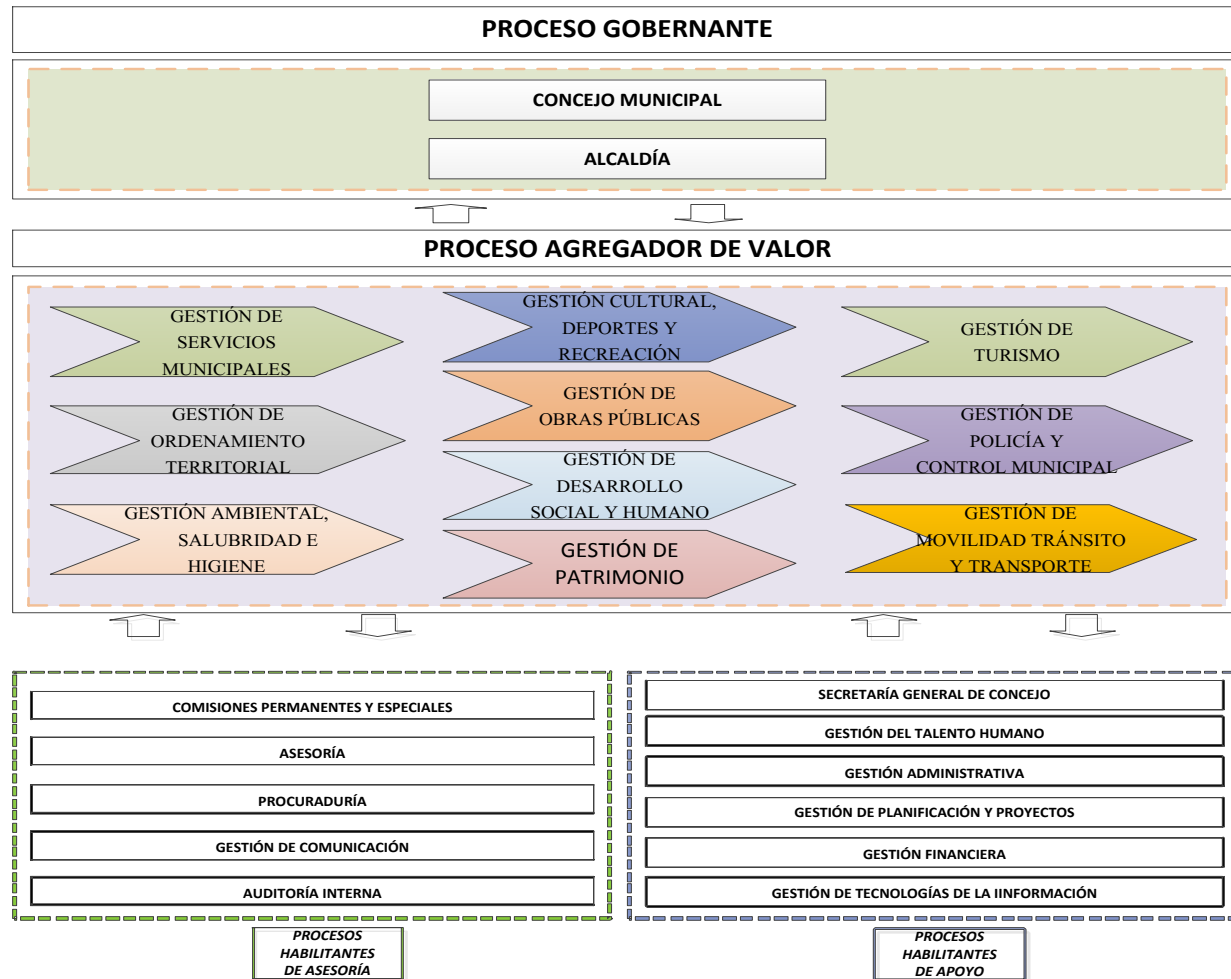 PROCESO GOBERNANTE
CONCEJO MUNICIPAL
ALCALDÍA
PROCESO AGREGADOR DE VALOR
GESTIÓN DE
SERVICIOS
MUNICIPALES
GESTIÓN DE
ORDENAMIENTO
TERRITORIAL
GESTIÓN AMBIENTAL,
SALUBRIDAD E
HIGIENE
GESTIÓN CULTURAL,
DEPORTES Y
RECREACIÓN
GESTIÓN DE
OBRAS PÚBLICAS
GESTIÓN DE
DESARROLLO
SOCIAL Y HUMANO
GESTIÓN DE
PATRIMONIO
GESTIÓN DE
TURISMO
GESTIÓN DE
POLICÍA Y
CONTROL MUNICIPAL
GESTIÓN DE
MOVILIDAD TRÁNSITO
Y TRANSPORTE
COMISIONES PERMANENTES Y ESPECIALES
ASESORÍA
PROCURADURÍA
GESTIÓN DE COMUNICACIÓN
AUDITORÍA INTERNA
PROCESOS
HABILITANTES
DE ASESORÍA
SECRETARÍA GENERAL DE CONCEJO
GESTIÓN DEL TALENTO HUMANO
GESTIÓN ADMINISTRATIVA
GESTIÓN DE PLANIFICACIÓN Y PROYECTOS
GESTIÓN FINANCIERA
GESTIÓN DE TECNOLOGÍAS DE LA IINFORMACIÓN
PROCESOS
HABILITANTES
DE APOYO